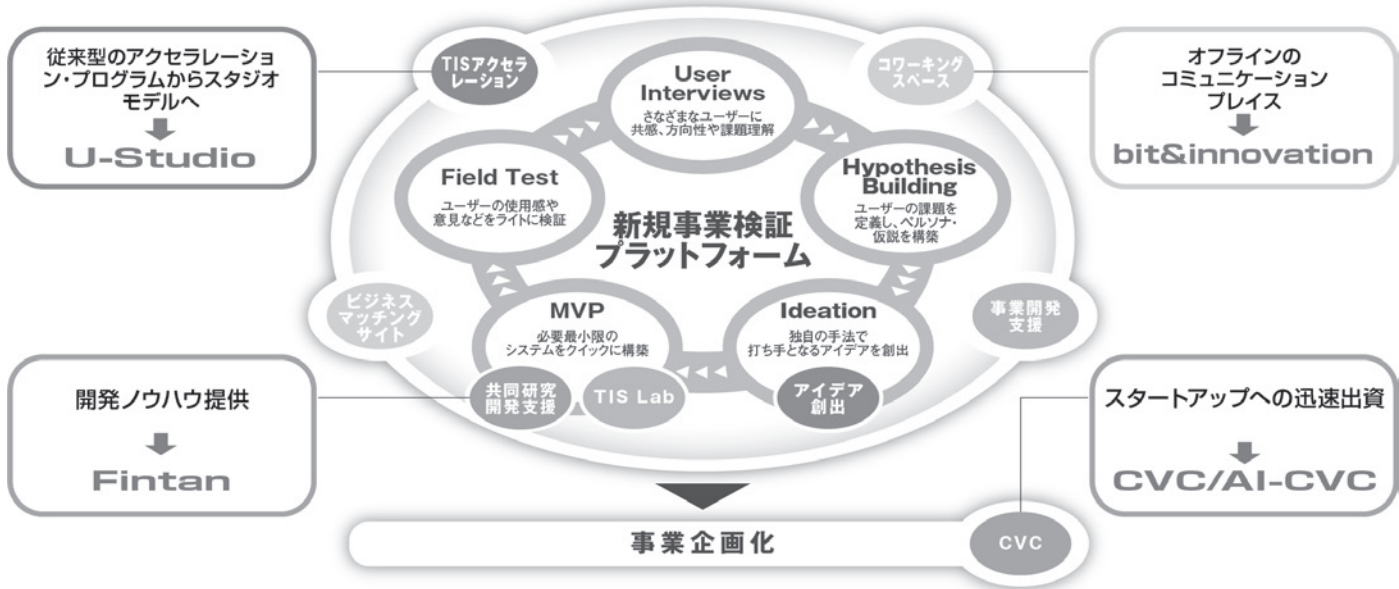 従来型のアクセラレーショ
ン・プログラムからスタジオ
モデルへ
U-Studio
TISアクセラ
レーション
User
Interviews
さなざまなユーザーに
共感、方向性や課題理解
コワーキング
スペース
オフラインの
コミュニケーション
プレイス
bit&innovation
Field Test
ユーザーの使用感や
意見などをライトに検証
新規事業検証
プラットフォーム
Hypothesis
Building
ユーザーの課題を
定義し、ペルソナ・
仮説を構築
ビジネス
マッチング
サイト
MVP
必要最小限の
システムをクイックに構築
共同研究
開発支援
TIS Lab
Ideation
独自の手法で
打ち手となるアイデアを創出
アイデア
創出
事業開発
支援
開発ノウハウ提供
Fintan
スタートアップへの迅速出資
CVC/AI-CVC
事業企画化
CVC